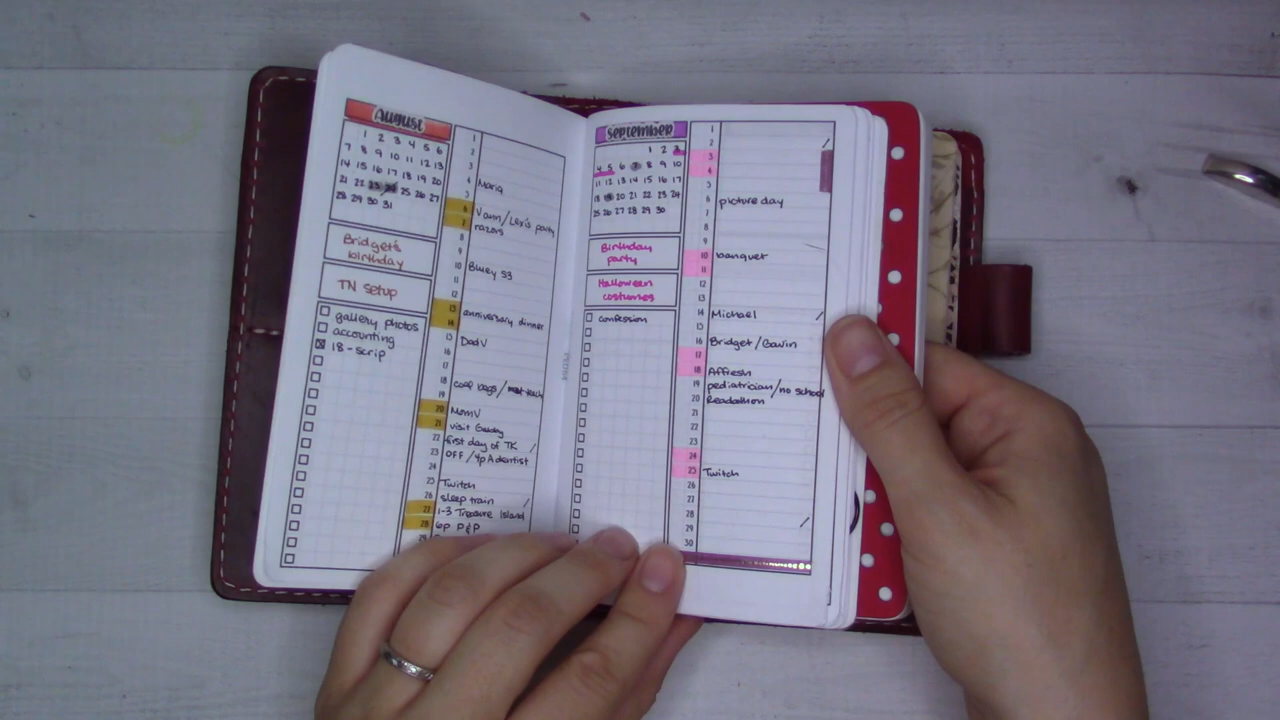 August
1 2 3 4 5 6
7 8 9 10 11 12 13
14 15 16 17 18 19 20
21 22 23 24 25 26 27
28 29 30 31
Bridget's
birthday
TN Setup
gallery photos
accounting
18 - scrip
1
2
3
4 Maria
5
6 Vann/Lexi's party
7 razors
8
9
10 Bluey S3
11
12
13 anniversary dinner
14
15 Dad V
16
17
18 coat bags/
19
20 Mom V
21 visit
22 first day of TK
23 OFF / 4p A dentist
24
25 Twitch
26 sleep train
27 1-3 Treasure Island
28 6p P&P
29
September
1 2 3
4 5 6 7 8 9 10
11 12 13 14 15 16 17
18 19 20 21 22 23 24
25 26 27 28 29 30
Birthday
party
Halloween
costumes
confession
1
2
3
4
5
6 picture day
7
8
9
10 banquet
11
12
13
14 Michael
15
16 Bridget/Gavin
17
18 Affresh
19 pediatrician/no school
20 Readathon
21
22
23
24
25 Twitch
26
27
28
29
30